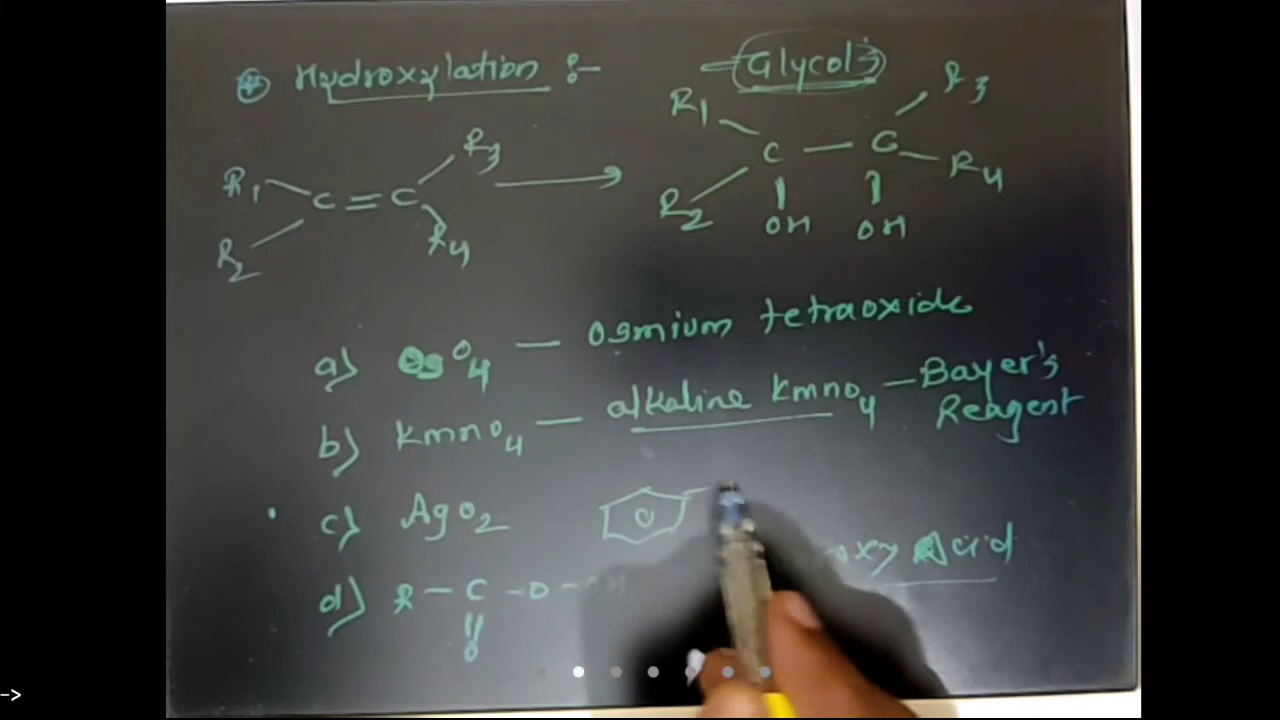 * Hydroxylation :- Glycol's
R1 R2 C = C R3 R4 → R1 R2 C — C R3 R4
OH OH
a) OsO4 — Osmium tetraoxide
b) KMnO4 — alkaline KMnO4 — Bayer's
Reagent
c) AgO2
oxy Acid
d) R — C — O —
O
->